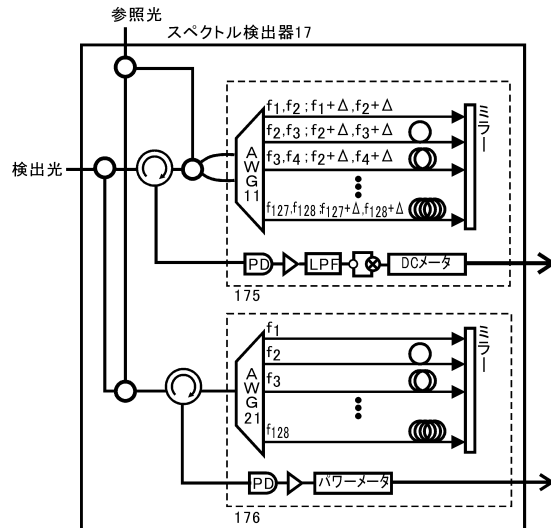 参照光
スペクトル検出器17
検出光
AWG11
f1,f2 ; f1+Δ,f2+Δ
f2,f3 ; f2+Δ,f3+Δ
f3,f4 ; f2+Δ,f4+Δ
f127,f128 ;f127+Δ,f128+Δ
ミラー
PD
LPF
DCメータ
175
AWG21
f1
f2
f3
f128
ミラー
PD
パワーメータ
176